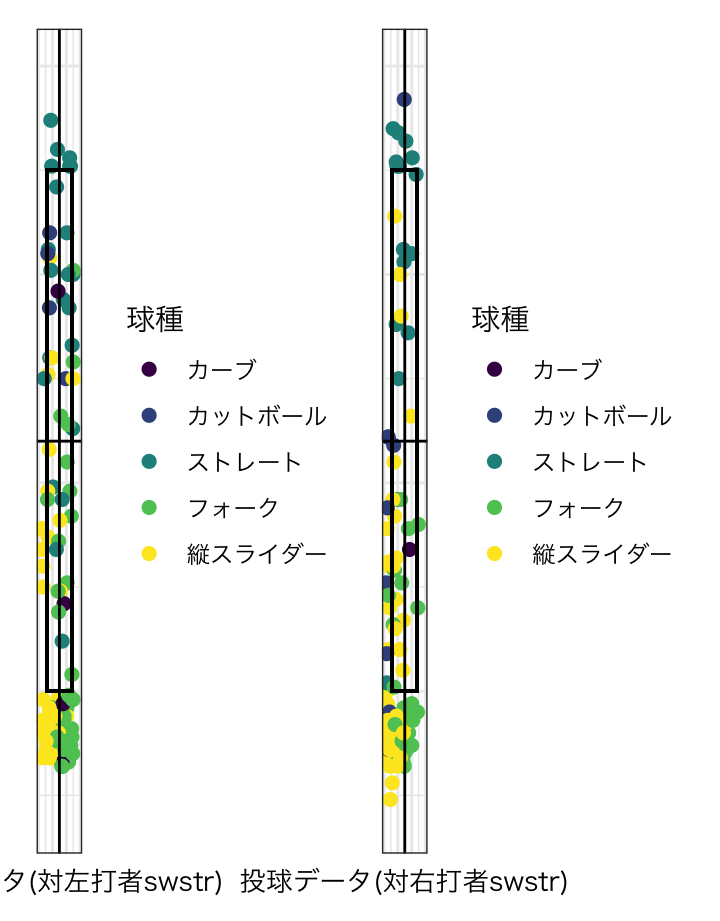 球種
カーブ
カットボール
ストレート
フォーク
縦スライダー
球種
カーブ
カットボール
ストレート
フォーク
縦スライダー
タ(対左打者swstr)
投球データ(対右打者swstr)